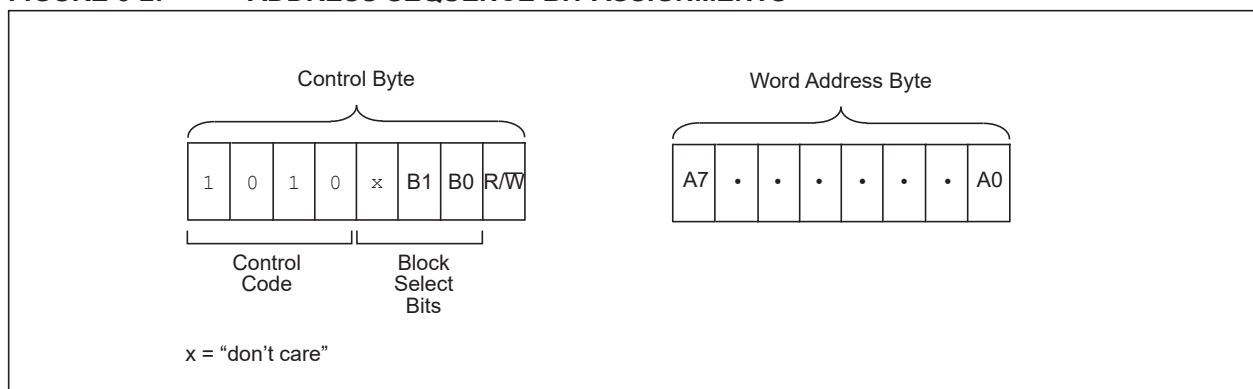 Control Byte
Word Address Byte
1 0 1 0 x B1 B0 R/W̅
A7 • • • • • • A0
Control
Code
Block
Select
Bits
x = “don’t care”